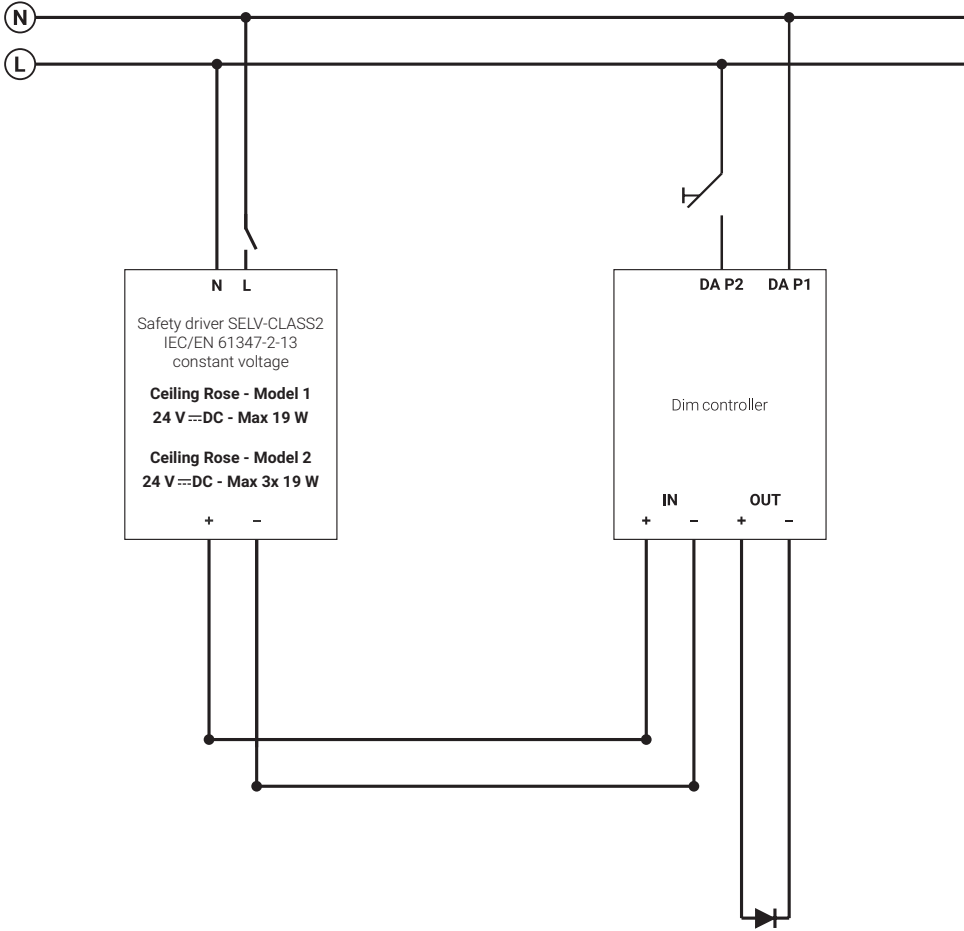 N
L
N L
DA P2 DA P1
Safety driver SELV-CLASS2
IEC/EN 61347-2-13
constant voltage
Ceiling Rose - Model 1
24 V ⎓DC - Max 19 W
Ceiling Rose - Model 2
24 V ⎓DC - Max 3x 19 W
+ –
Dim controller
IN OUT
+ – + –